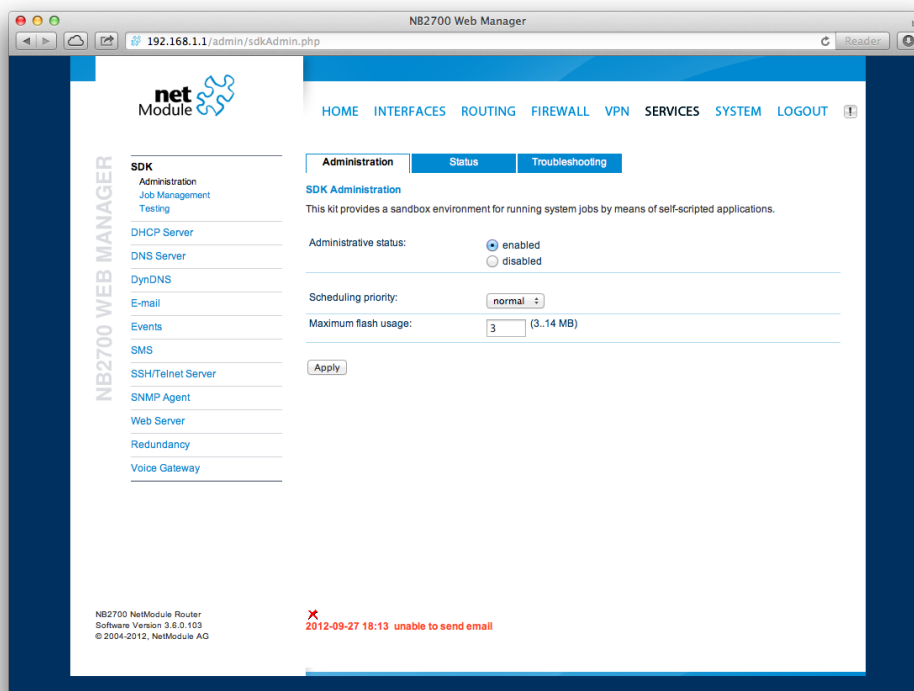 NB2700 Web Manager
192.168.1.1/admin/sdkAdmin.php
Reader
net
Module
HOME INTERFACES ROUTING FIREWALL VPN SERVICES SYSTEM LOGOUT
NB2700 WEB MANAGER
SDK
Administration
Job Management
Testing
DHCP Server
DNS Server
DynDNS
E-mail
Events
SMS
SSH/Telnet Server
SNMP Agent
Web Server
Redundancy
Voice Gateway
Administration Status Troubleshooting
SDK Administration
This kit provides a sandbox environment for running system jobs by means of self-scripted applications.
Administrative status: enabled
disabled
Scheduling priority: normal
Maximum flash usage: 3 (3..14 MB)
Apply
NB2700 NetModule Router
Software Version 3.6.0.103
© 2004-2012, NetModule AG
2012-09-27 18:13 unable to send email